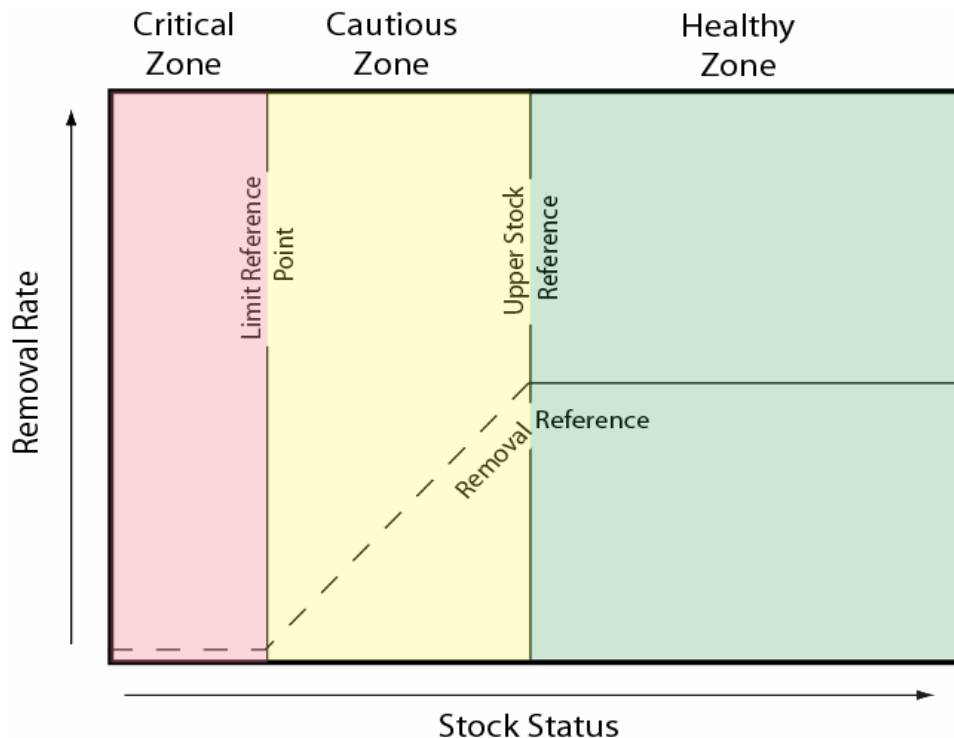 Critical
Zone
Cautious
Zone
Healthy
Zone
Removal Rate
Limit Reference
Point
Upper Stock
Reference
Removal Reference
Stock Status